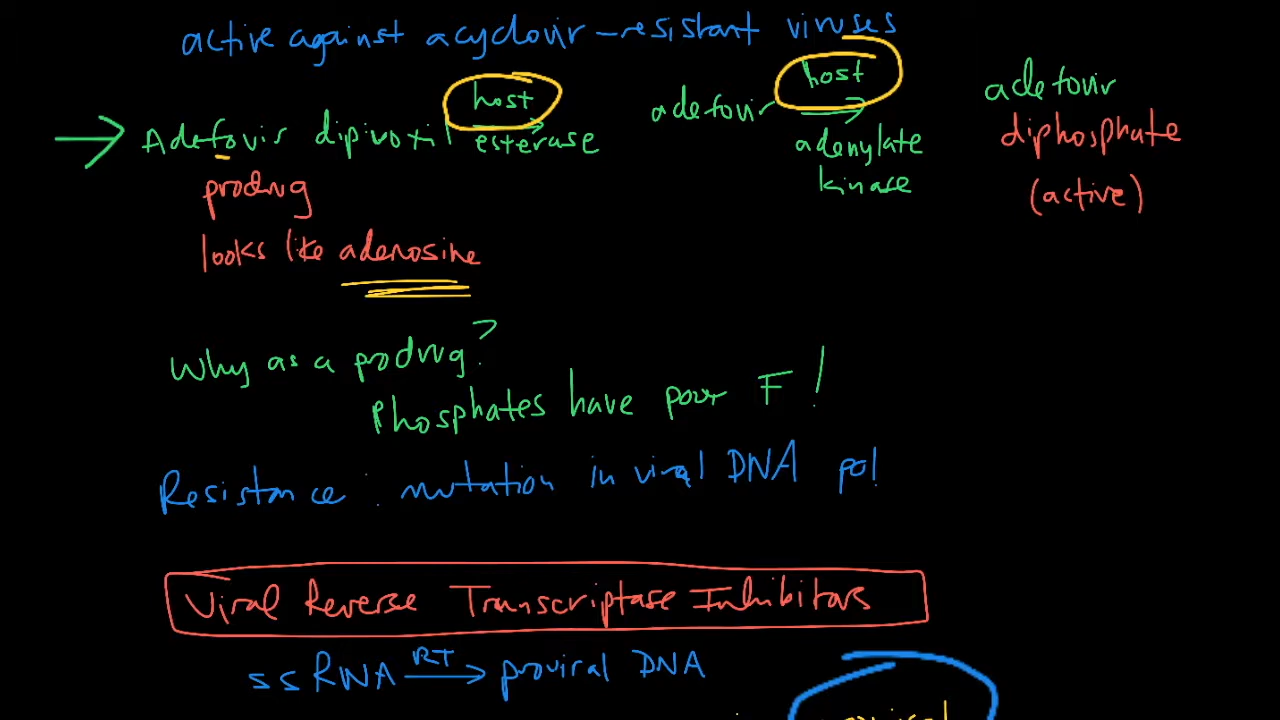 active against acyclovir-resistant viruses
Adefovir dipivoxil host esterase adefovir host adenylate kinase adefovir diphosphate (active)
prodrug
looks like adenosine
Why as a prodrug?
Phosphates have poor F!
Resistance: mutation in viral DNA pol
Viral Reverse Transcriptase Inhibitors
ssRNA RT → proviral DNA